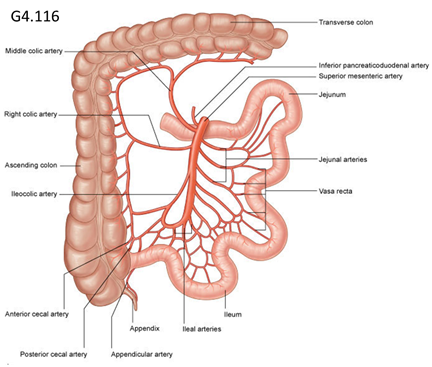 G4.116
Transverse colon
Middle colic artery
Inferior pancreaticoduodenal artery
Superior mesenteric artery
Jejunum
Right colic artery
Jejunal arteries
Ascending colon
Vasa recta
Ileocolic artery
Anterior cecal artery
Ileum
Appendix
Ileal arteries
Posterior cecal artery
Appendicular artery